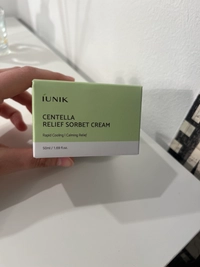 iUNIK
CENTELLA
RELIEF SORBET CREAM
Rapid Cooling / Calming Relief